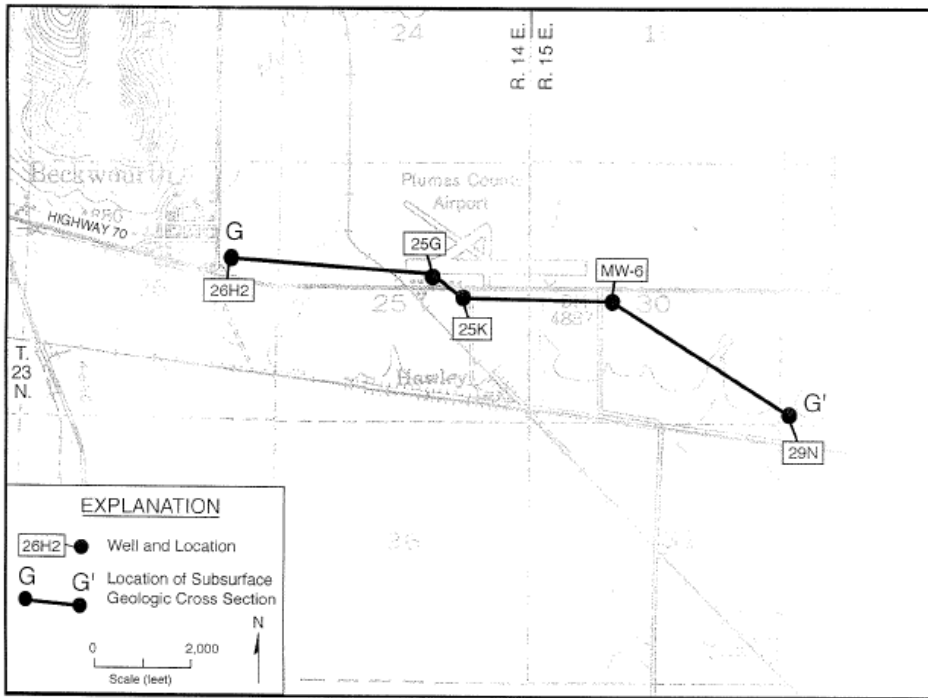 24
R. 14 E.
R. 15 E.
Beckwourth
HIGHWAY 70
Plumas County
Airport
G
26H2
25G
25
25K
MW-6
30
T.
23
N.
Hawley
G'
29N
36
EXPLANATION
26H2 Well and Location
G G' Location of Subsurface
Geologic Cross Section
N
0 2,000
Scale (feet)